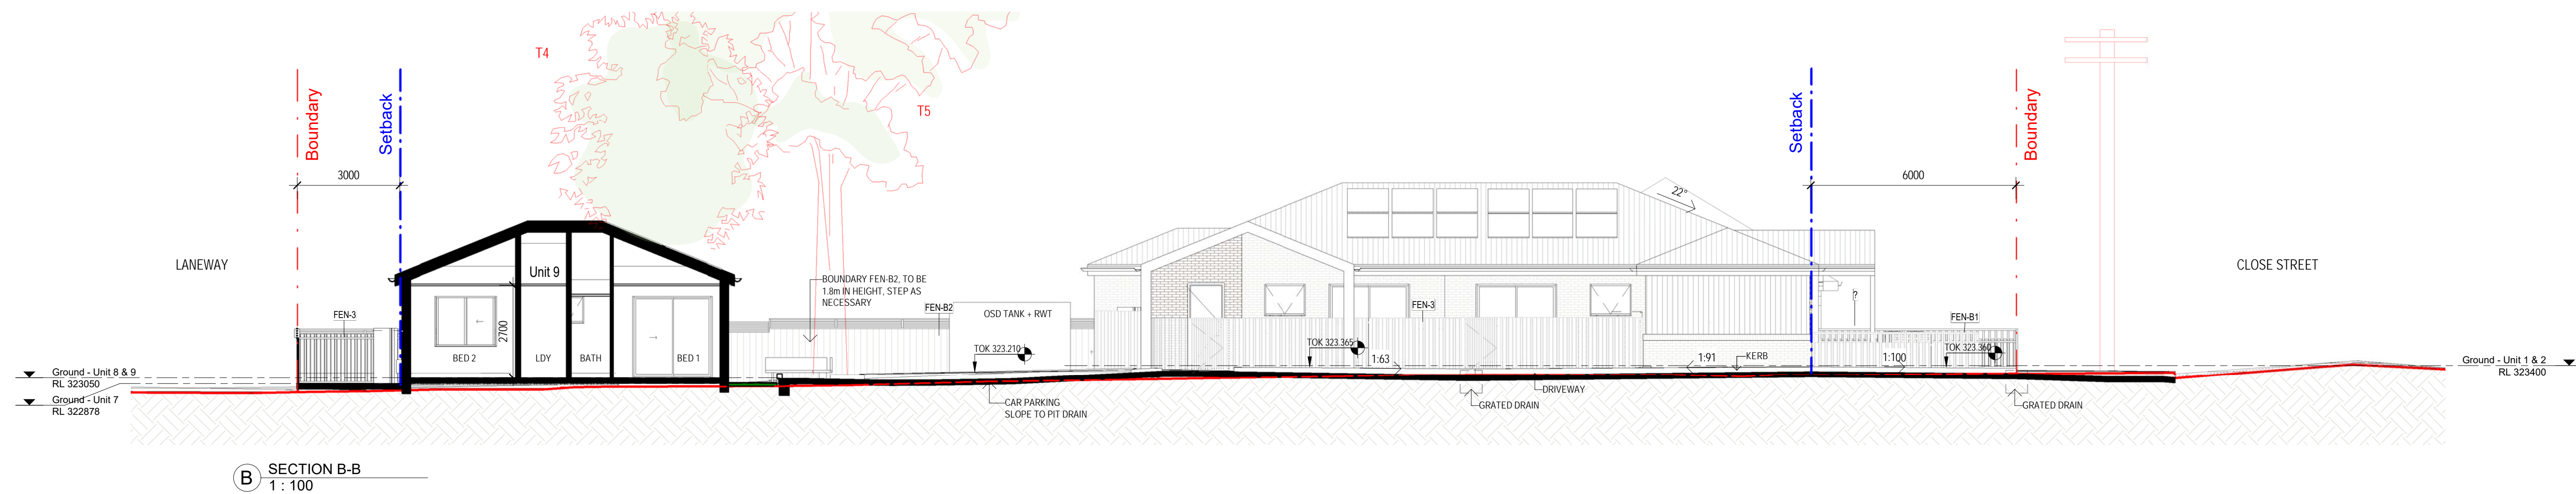 T4
T5
Boundary
Setback
Setback
Boundary
3000
6000
22°
LANEWAY
CLOSE STREET
Unit 9
BOUNDARY FEN-B2, TO BE
1.8m IN HEIGHT, STEP AS
NECESSARY
FEN-3
FEN-B2
OSD TANK + RWT
FEN-3
?
FEN-B1
2700
BED 2
LDY
BATH
BED 1
TOK 323.210
TOK 323.365
1:63
1:91
KERB
1:100
TOK 323.360
Ground - Unit 8 & 9
RL 323050
Ground - Unit 7
RL 322878
Ground - Unit 1 & 2
RL 323400
DRIVEWAY
CAR PARKING
SLOPE TO PIT DRAIN
GRATED DRAIN
GRATED DRAIN
B
SECTION B-B
1 : 100